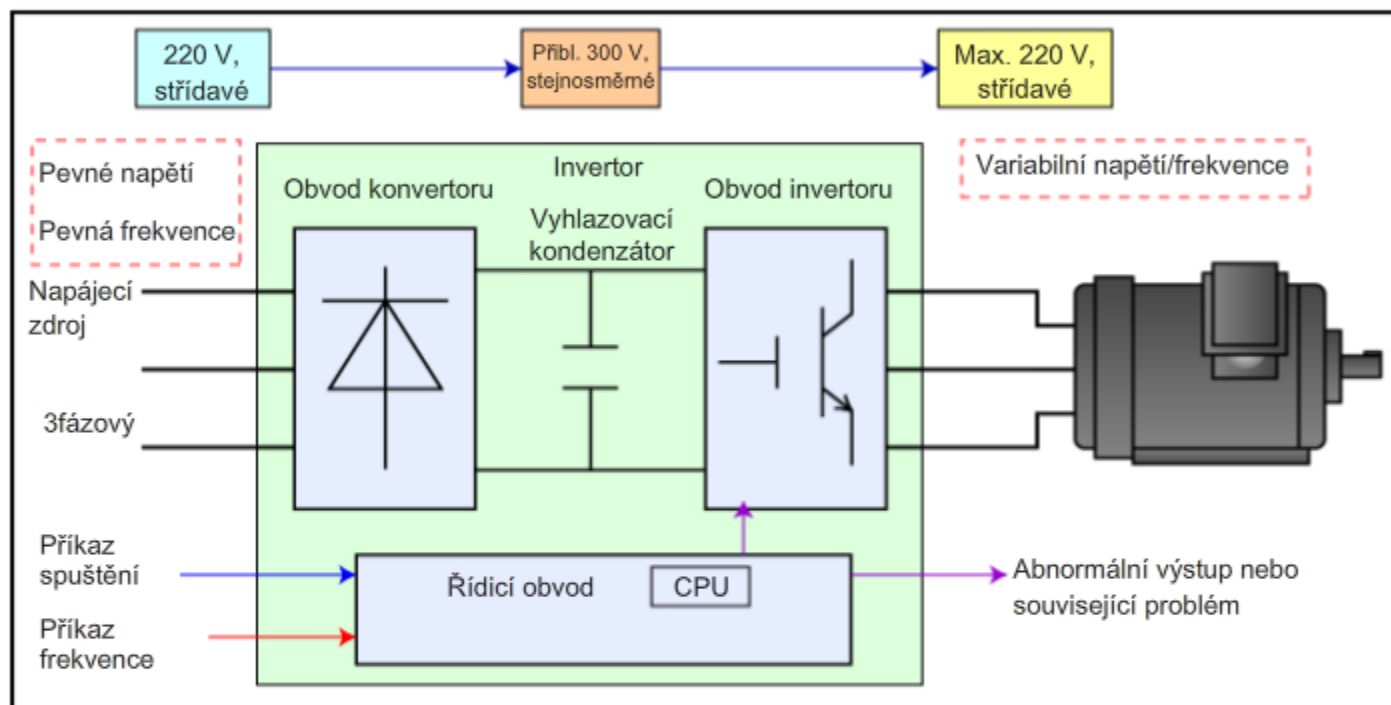 220 V,
střídavé
Přibl. 300 V,
stejnosměrné
Max. 220 V,
střídavé
Pevné napětí
Pevná frekvence
Invertor
Obvod konvertoru
Obvod invertoru
Variabilní napětí/frekvence
Vyhlazovací
kondenzátor
Napájecí
zdroj
3fázový
Příkaz
spuštění
Řídicí obvod
CPU
Abnormální výstup nebo
související problém
Příkaz
frekvence